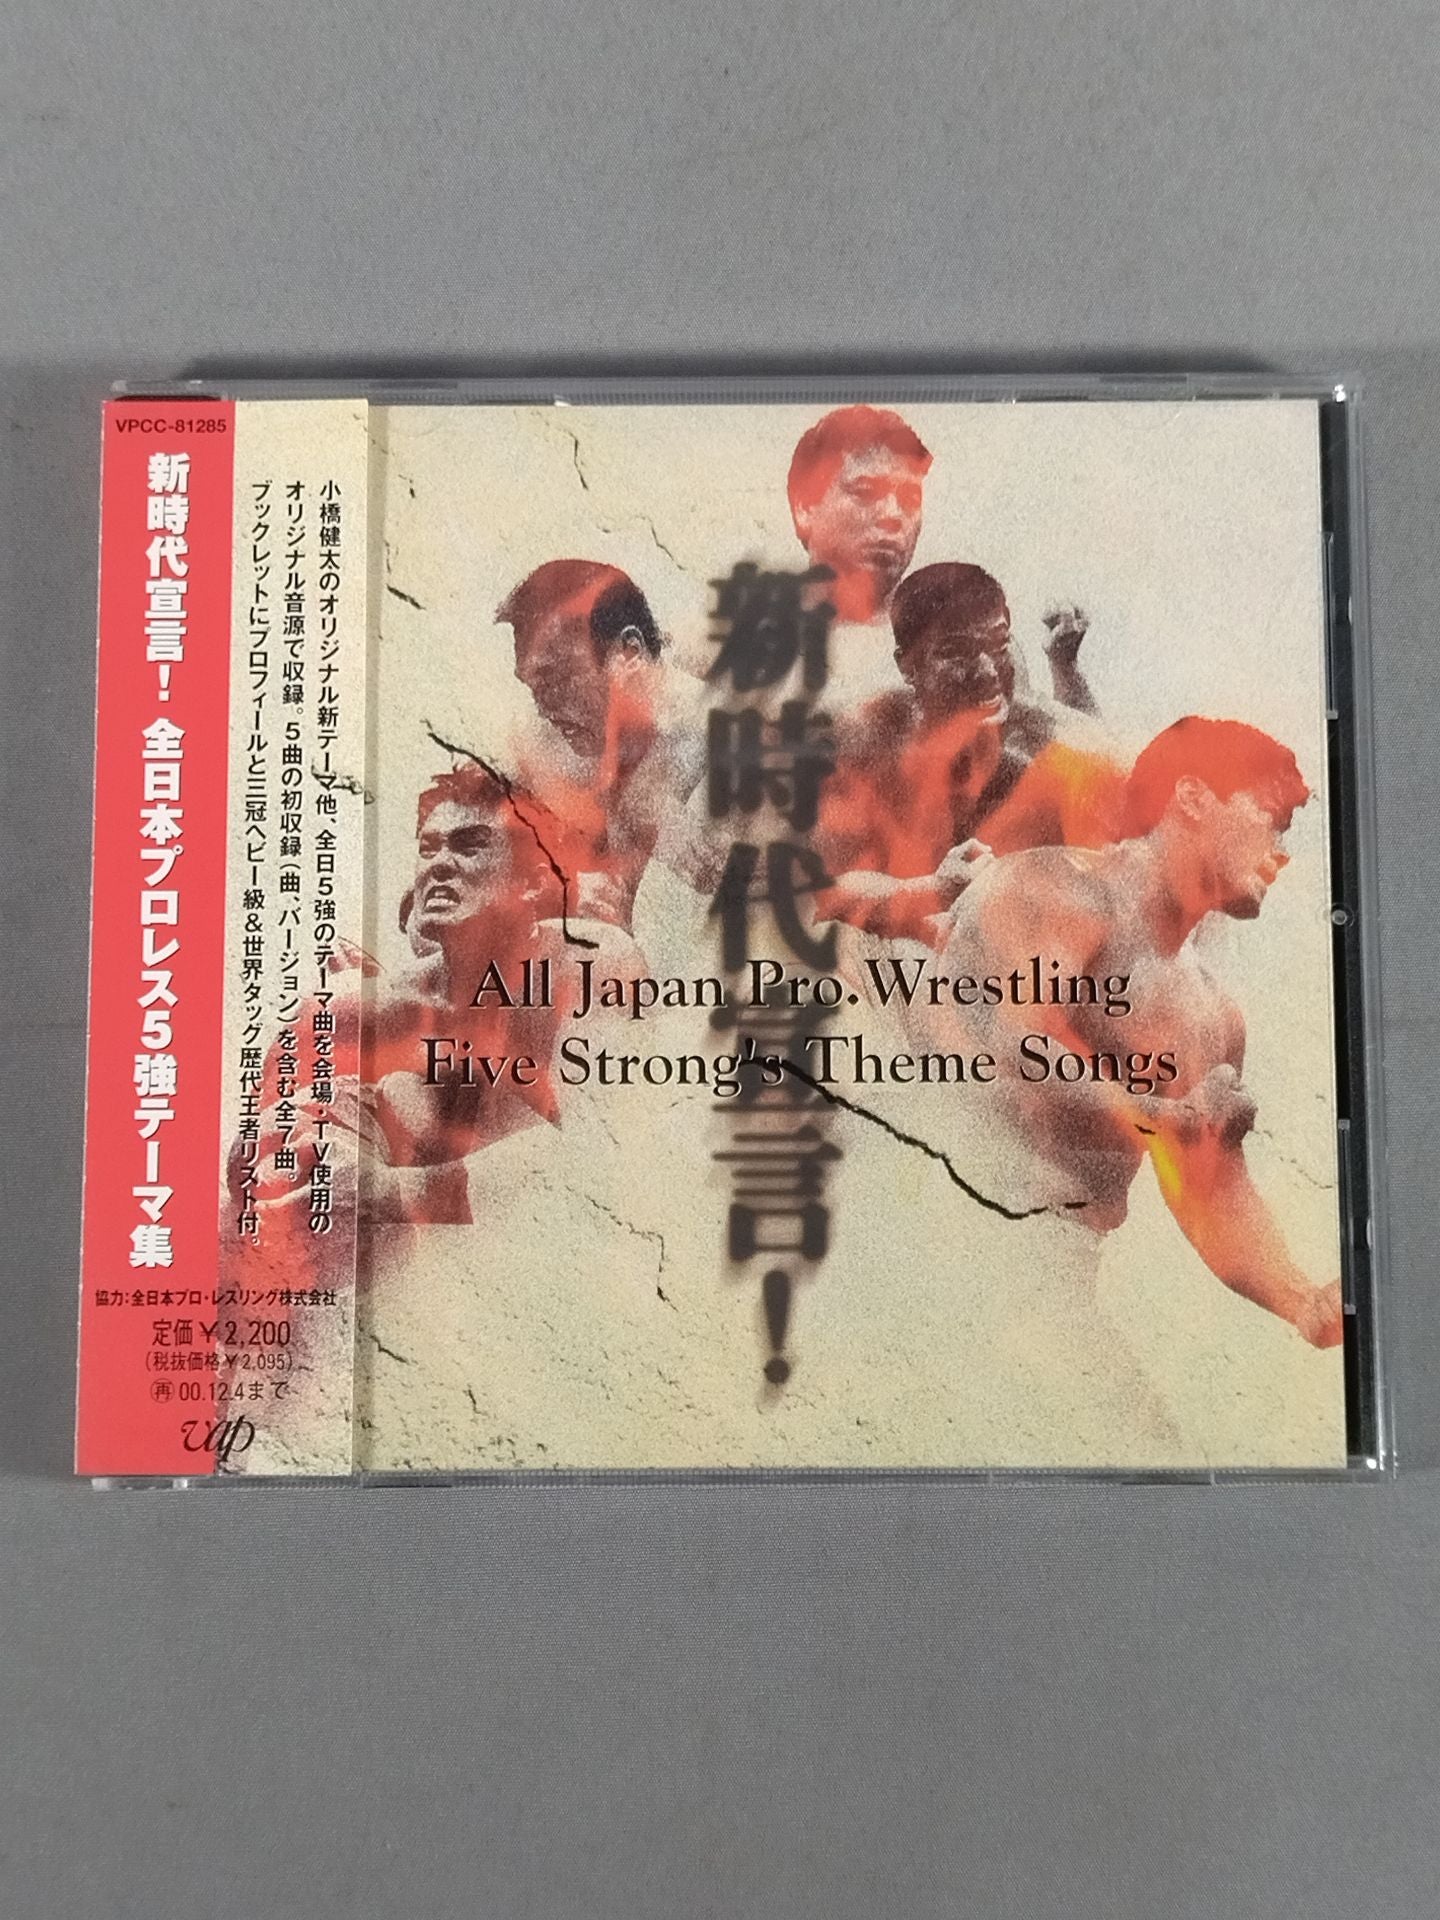 VPCC-81285
新時代宣言! 全日本プロレス5強テーマ集
小橋健太のオリジナル新テーマ他、全日5強のテーマ曲を会場・TV使用の
オリジナル音源で収録。5曲の初収録(曲、バージョン)を含む全7曲。
ブックレットにプロフィールと三冠ヘビー級&世界タッグ歴代王者リスト付。
協力:全日本プロ・レスリング株式会社
定価¥2,200
(税抜価格¥2,095)
㊢00.12.4まで
vap
新時代宣言!
All Japan Pro.Wrestling
Five Strong's Theme Songs